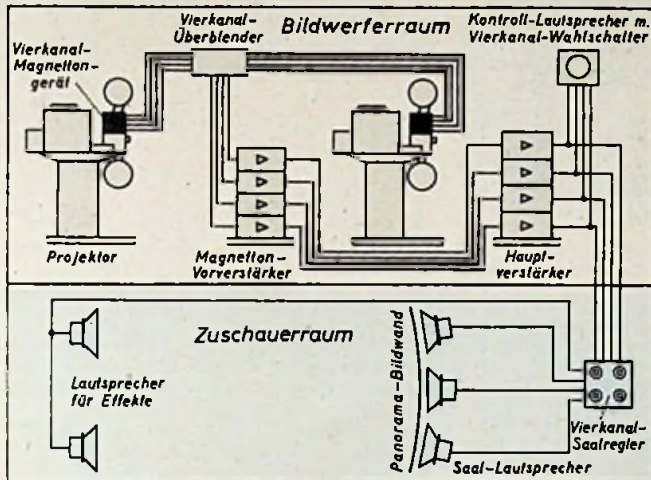 Vierkanal-
Überblender
Bildwerferraum
Kontroll-Lautsprecher m.
Vierkanal-Wahlschalter
Vierkanal-
Magnetton-
gerät
Projektor
Magnetton-
Vorverstärker
Haupt-
verstärker
Zuschauerraum
Lautsprecher
für Effekte
Panorama-Bildwand
Saal-Lautsprecher
Vierkanal-
Saalregler